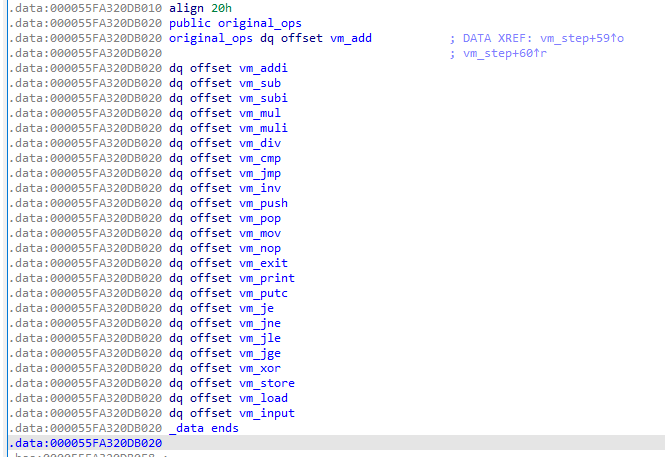 .data:000055FA320DB010 align 20h
.data:000055FA320DB020 public original_ops
.data:000055FA320DB020 original_ops dq offset vm_add ; DATA XREF: vm_step+59↑o
.data:000055FA320DB020 ; vm_step+60↑r
.data:000055FA320DB020 dq offset vm_addi
.data:000055FA320DB020 dq offset vm_sub
.data:000055FA320DB020 dq offset vm_subi
.data:000055FA320DB020 dq offset vm_mul
.data:000055FA320DB020 dq offset vm_muli
.data:000055FA320DB020 dq offset vm_div
.data:000055FA320DB020 dq offset vm_cmp
.data:000055FA320DB020 dq offset vm_jmp
.data:000055FA320DB020 dq offset vm_inv
.data:000055FA320DB020 dq offset vm_push
.data:000055FA320DB020 dq offset vm_pop
.data:000055FA320DB020 dq offset vm_mov
.data:000055FA320DB020 dq offset vm_nop
.data:000055FA320DB020 dq offset vm_exit
.data:000055FA320DB020 dq offset vm_print
.data:000055FA320DB020 dq offset vm_putc
.data:000055FA320DB020 dq offset vm_je
.data:000055FA320DB020 dq offset vm_jne
.data:000055FA320DB020 dq offset vm_jle
.data:000055FA320DB020 dq offset vm_jge
.data:000055FA320DB020 dq offset vm_xor
.data:000055FA320DB020 dq offset vm_store
.data:000055FA320DB020 dq offset vm_load
.data:000055FA320DB020 dq offset vm_input
.data:000055FA320DB020 _data ends
.data:000055FA320DB020